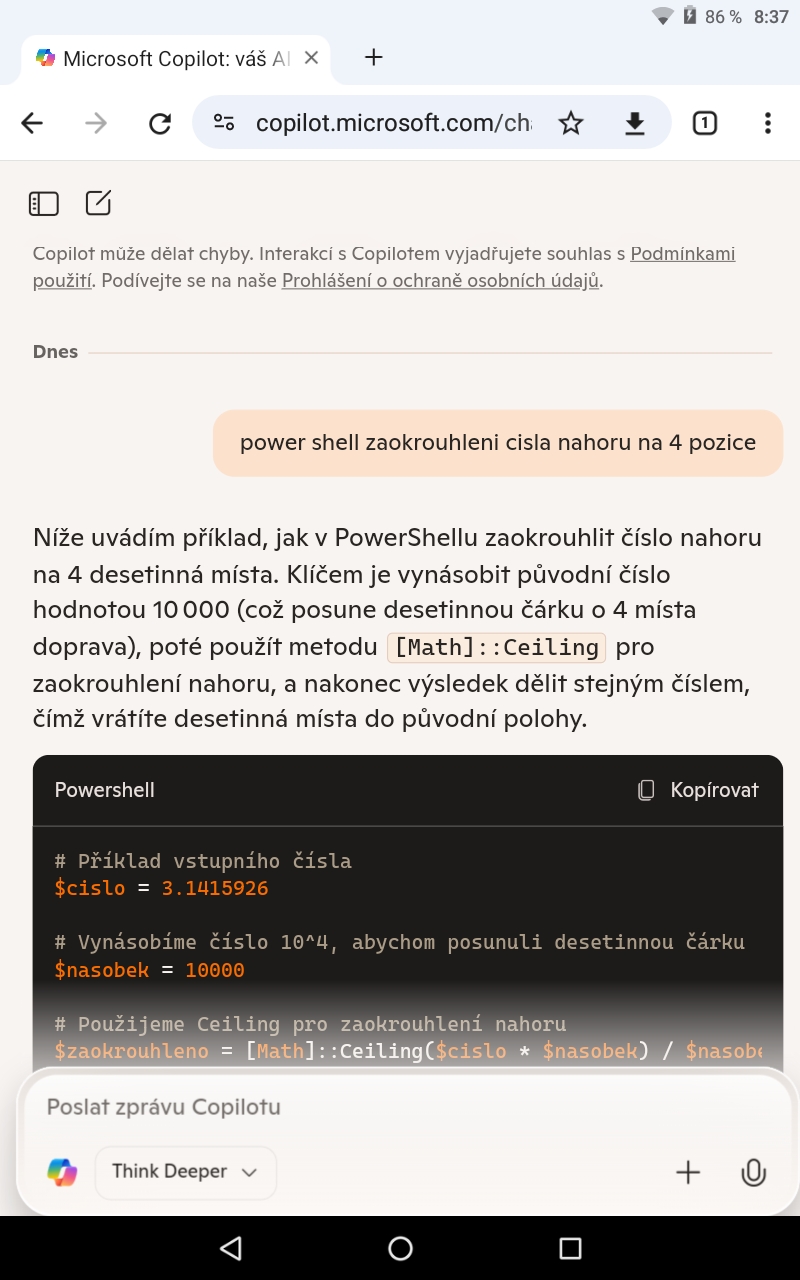 86 % 8:37
Microsoft Copilot: váš AI
copilot.microsoft.com/ch
1
Copilot může dělat chyby. Interakcí s Copilotem vyjadřujete souhlas s Podmínkami
použití. Podívejte se na naše Prohlášení o ochraně osobních údajů.
Dnes
power shell zaokrouhleni cisla nahoru na 4 pozice
Níže uvádím příklad, jak v PowerShellu zaokrouhlit číslo nahoru
na 4 desetinná místa. Klíčem je vynásobit původní číslo
hodnotou 10 000 (což posune desetinnou čárku o 4 místa
doprava), poté použít metodu [Math]::Ceiling pro
zaokrouhlení nahoru, a nakonec výsledek dělit stejným číslem,
čímž vrátíte desetinná místa do původní polohy.
Powershell Kopírovat
# Příklad vstupního čísla
$cislo = 3.1415926
# Vynásobíme číslo 10^4, abychom posunuli desetinnou čárku
$nasobek = 10000
# Použijeme Ceiling pro zaokrouhlení nahoru
$zaokrouhleno = [Math]::Ceiling($cislo * $nasobek) / $nasobe
Poslat zprávu Copilotu
Think Deeper